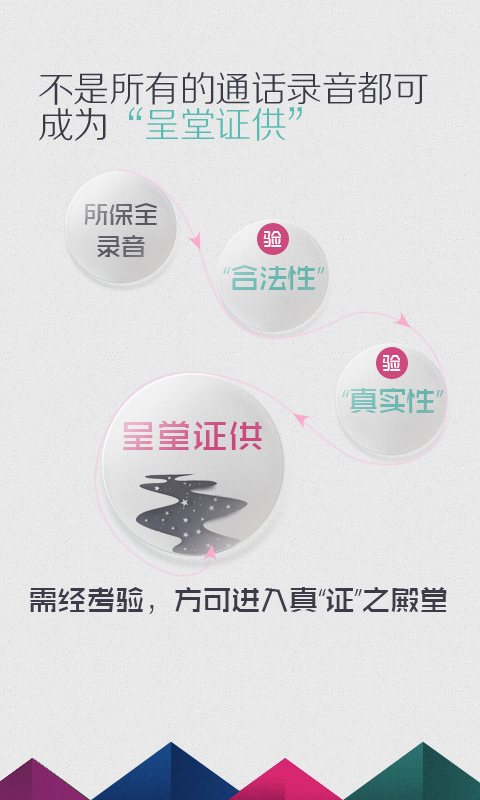 不是所有的通话录音都可
成为“呈堂证供”
所保全
录音
验
“合法性”
验
“真实性”
呈堂证供
需经考验，方可进入真“证”之殿堂